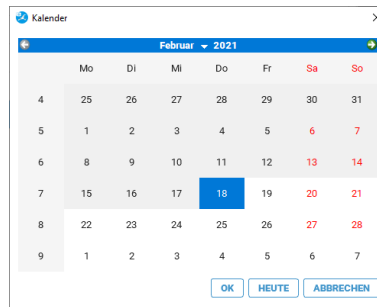 Kalender
Februar 2021
Mo Di Mi Do Fr Sa So
4 25 26 27 28 29 30 31
5 1 2 3 4 5 6 7
6 8 9 10 11 12 13 14
7 15 16 17 18 19 20 21
8 22 23 24 25 26 27 28
9 1 2 3 4 5 6 7
OK HEUTE ABBRECHEN